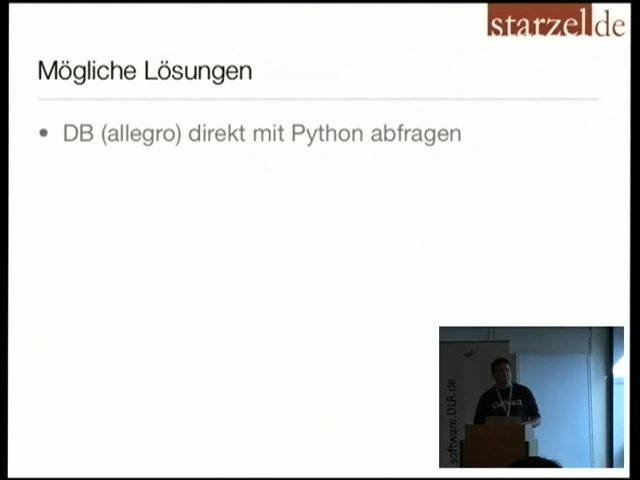 starzel.de
Mögliche Lösungen
• DB (allegro) direkt mit Python abfragen
software.DLR.de